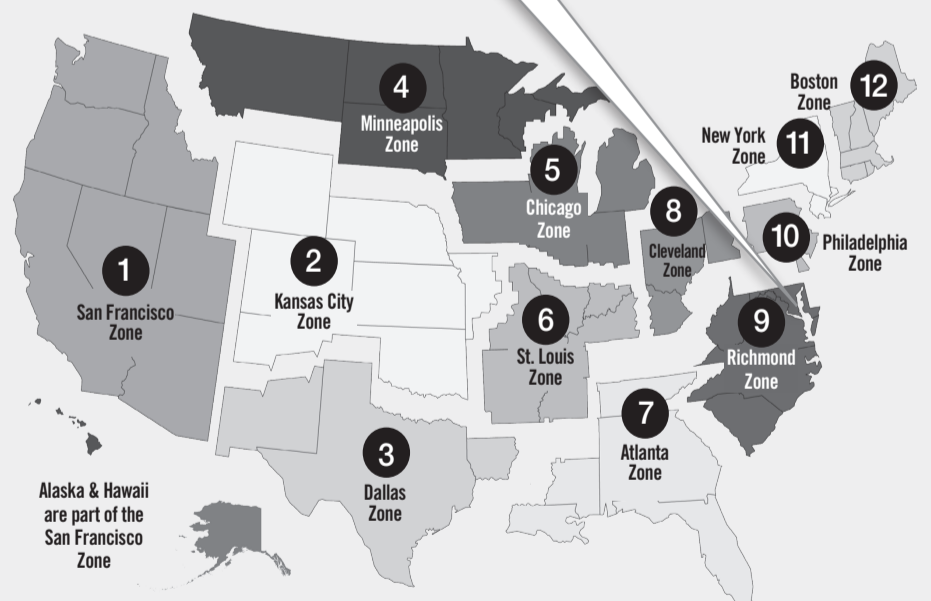 12
Boston
Zone
11
New York
Zone
4
Minneapolis
Zone
5
Chicago
Zone
8
Cleveland
Zone
10
Philadelphia
Zone
1
San Francisco
Zone
2
Kansas City
Zone
6
St. Louis
Zone
9
Richmond
Zone
7
Atlanta
Zone
3
Dallas
Zone
Alaska & Hawaii
are part of the
San Francisco
Zone